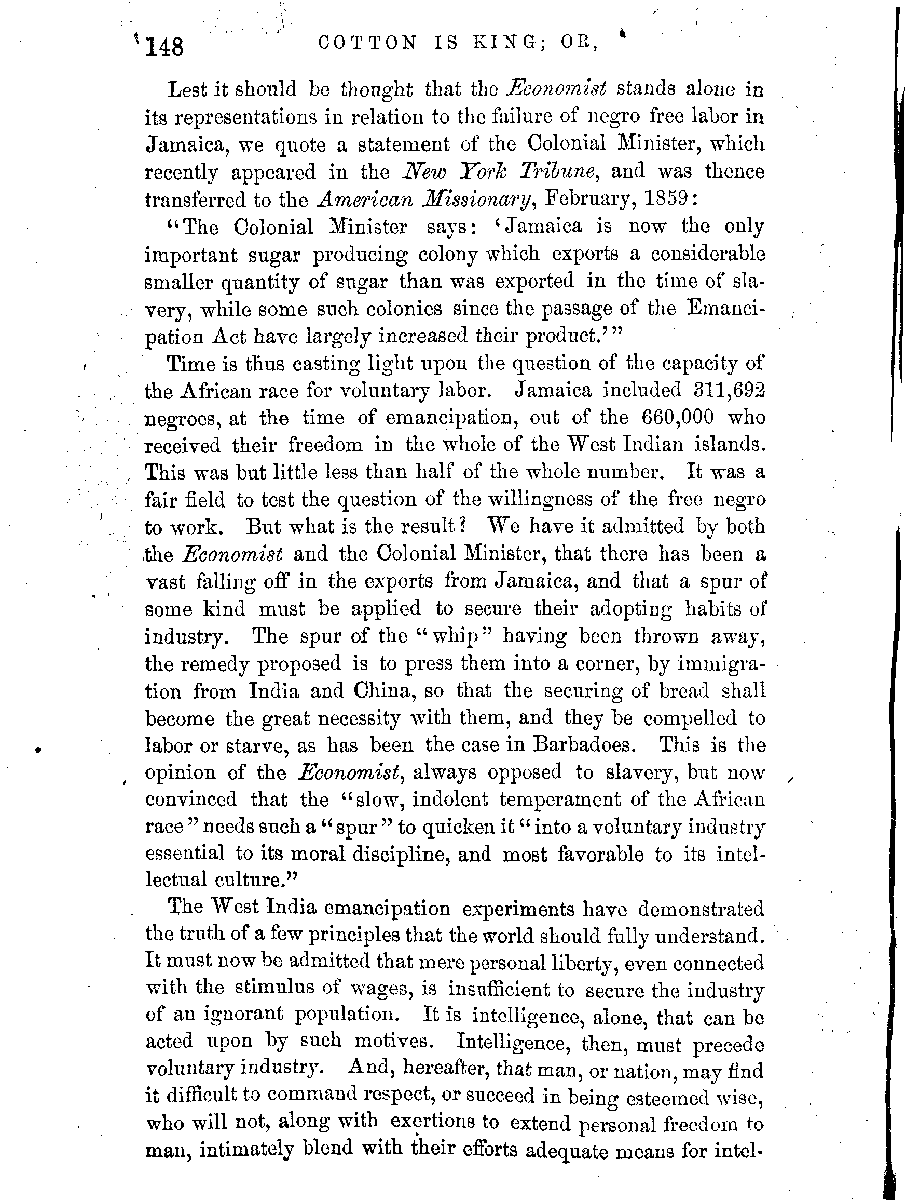 148 COTTON IS KING; OR,
Lest it should be thought that the Economist stands alone in
its representations in relation to the failure of negro free labor in
Jamaica, we quote a statement of the Colonial Minister, which
recently appeared in the New York Tribune, and was thence
transferred to the American Missionary, February, 1859:
"The Colonial Minister says: 'Jamaica is now the only
important sugar producing colony which exports a considerable
smaller quantity of sugar than was exported in the time of sla-
very, while some such colonies since the passage of the Emanci-
pation Act have largely increased their product.'"
Time is thus casting light upon the question of the capacity of
the African race for voluntary labor. Jamaica included 311,692
negroes, at the time of emancipation, out of the 660,000 who
received their freedom in the whole of the West Indian islands.
This was but little less than half of the whole number. It was a
fair field to test the question of the willingness of the free negro
to work. But what is the result? We have it admitted by both
the Economist and the Colonial Minister, that there has been a
vast falling off in the exports from Jamaica, and that a spur of
some kind must be applied to secure their adopting habits of
industry. The spur of the "whip" having been thrown away,
the remedy proposed is to press them into a corner, by immigra-
tion from India and China, so that the securing of bread shall
become the great necessity with them, and they be compelled to
labor or starve, as has been the case in Barbadoes. This is the
opinion of the Economist, always opposed to slavery, but now
convinced that the "slow, indolent temperament of the African
race" needs such a "spur" to quicken it "into a voluntary industry
essential to its moral discipline, and most favorable to its intel-
lectual culture."
The West India emancipation experiments have demonstrated
the truth of a few principles that the world should fully understand.
It must now be admitted that mere personal liberty, even connected
with the stimulus of wages, is insufficient to secure the industry
of an ignorant population. It is intelligence, alone, that can be
acted upon by such motives. Intelligence, then, must precede
voluntary industry. And, hereafter, that man, or nation, may find
it difficult to command respect, or succeed in being esteemed wise,
who will not, along with exertions to extend personal freedom to
man, intimately blend with their efforts adequate means for intel-